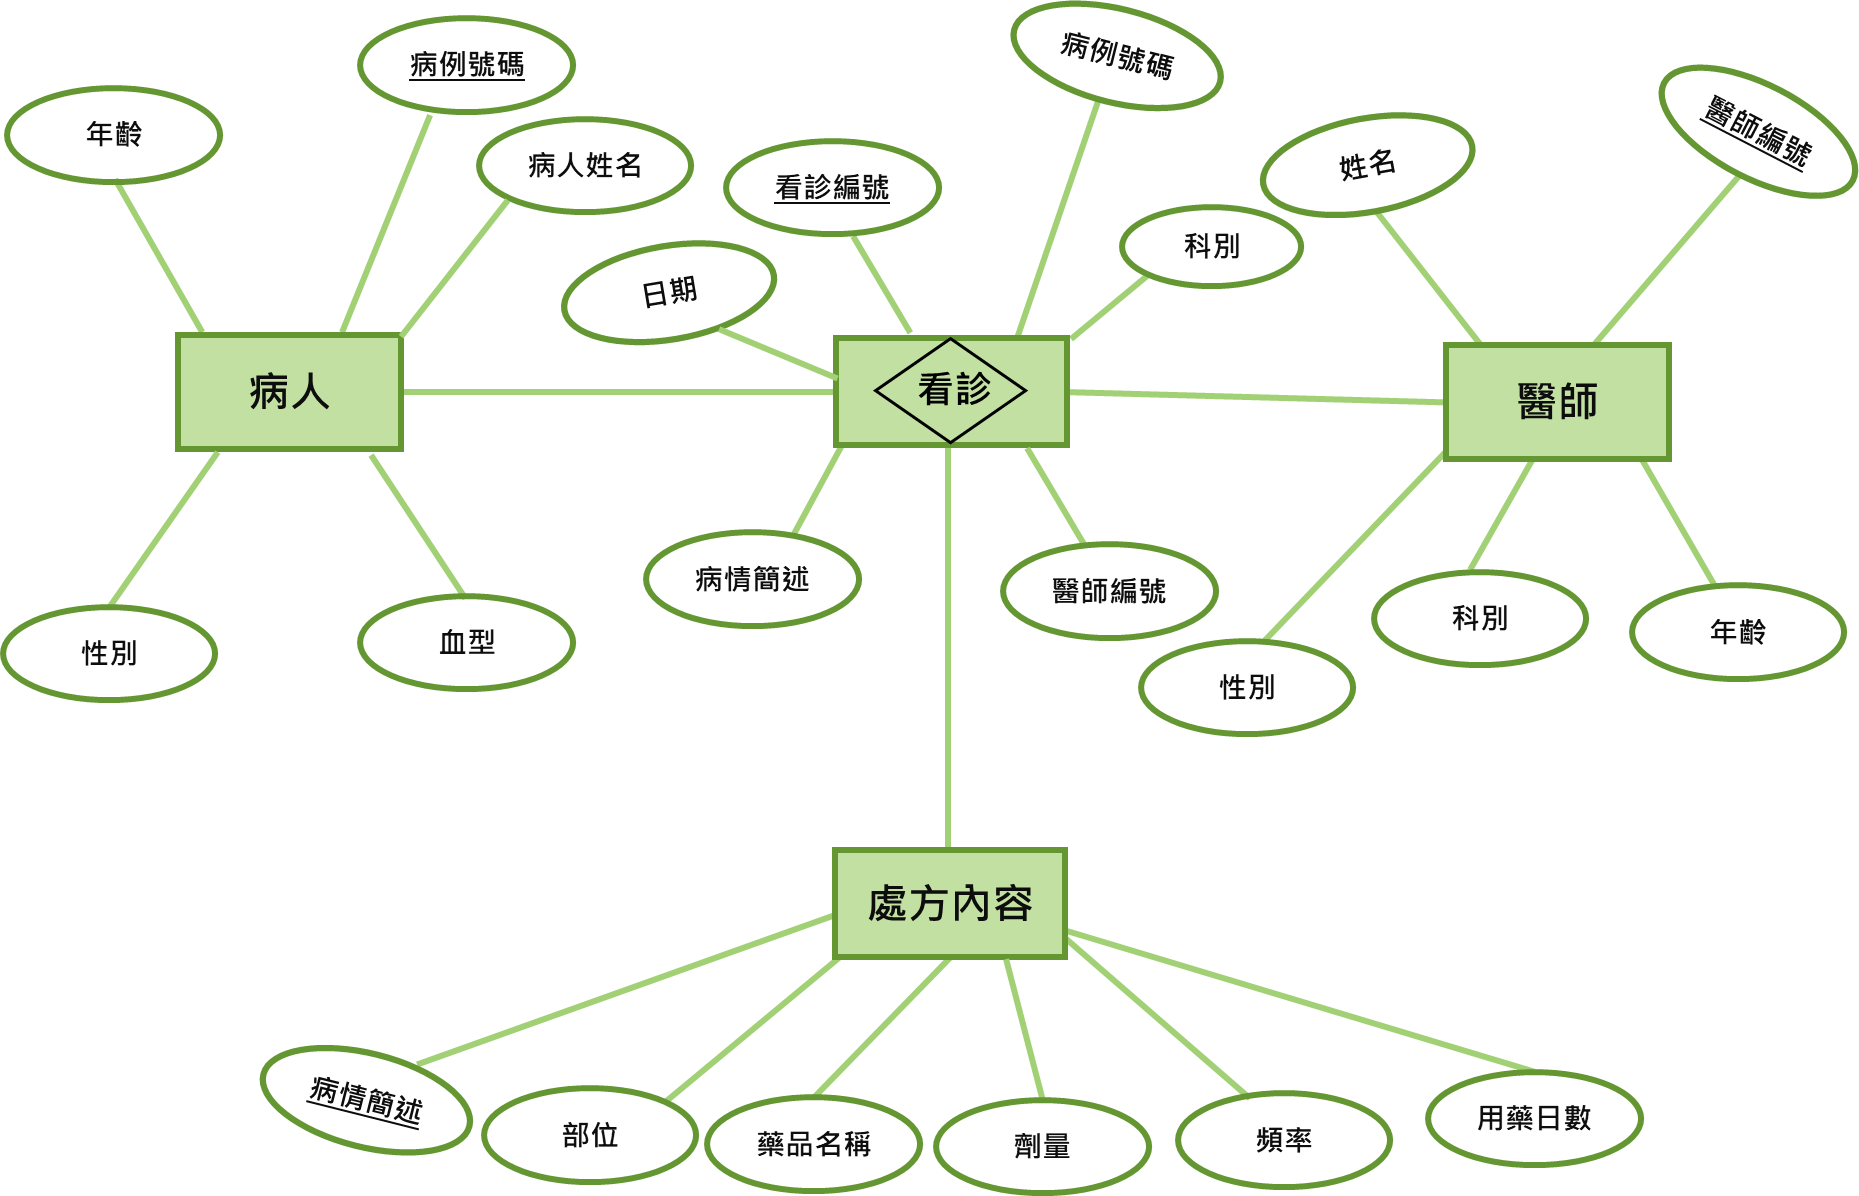 病例號碼
病例號碼
年齡
病人姓名
看診編號
姓名
醫師編號
科別
日期
病人
看診
醫師
病情簡述
醫師編號
性別
血型
性別
科別
年齡
處方內容
病情簡述
部位
藥品名稱
劑量
頻率
用藥日數